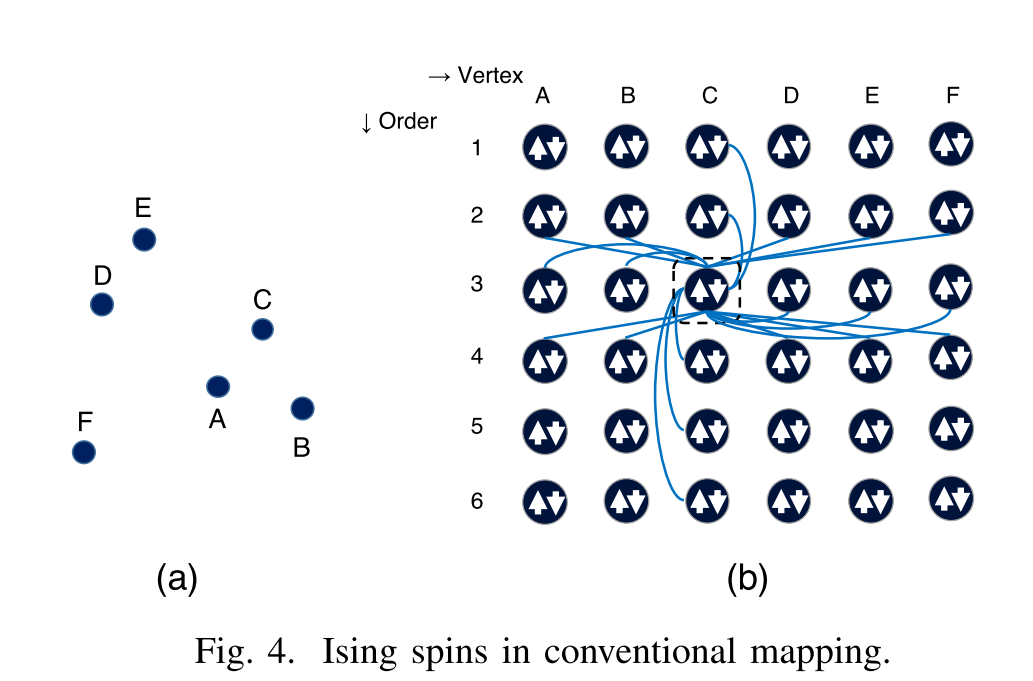 → Vertex
↓ Order
A B C D E F
1
2
3
4
5
6
E
D
C
A
F
B
(a)
(b)
Fig. 4. Ising spins in conventional mapping.